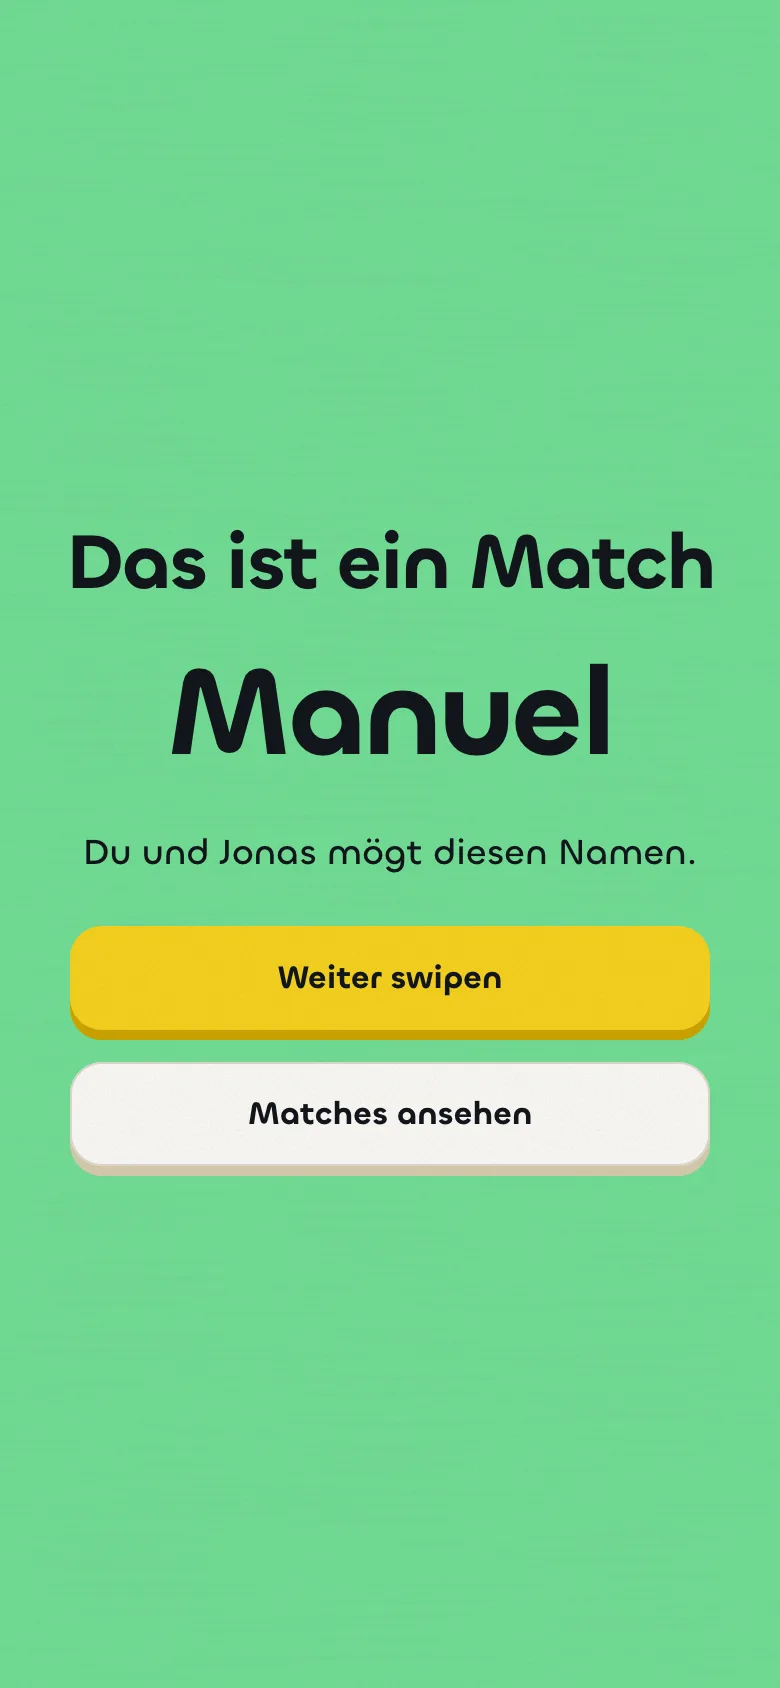 Das ist ein Match
Manuel
Du und Jonas mögt diesen Namen.
Weiter swipen
Matches ansehen